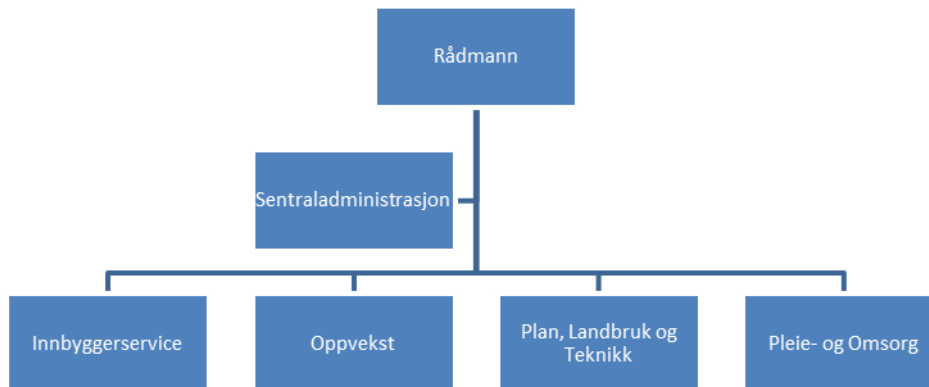 Rådmann
Sentraladministrasjon
Innbyggerservice
Oppvekst
Plan, Landbruk og
Teknikk
Pleie- og Omsorg